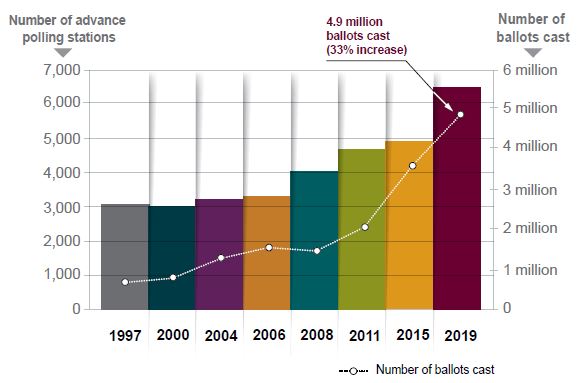 Number of advance
polling stations
4.9 million
ballots cast
(33% increase)
Number of
ballots cast
7,000
6,000
5,000
4,000
3,000
2,000
1,000
0
6 million
5 million
4 million
3 million
2 million
1 million
0
1997 2000 2004 2006 2008 2011 2015 2019
Number of ballots cast